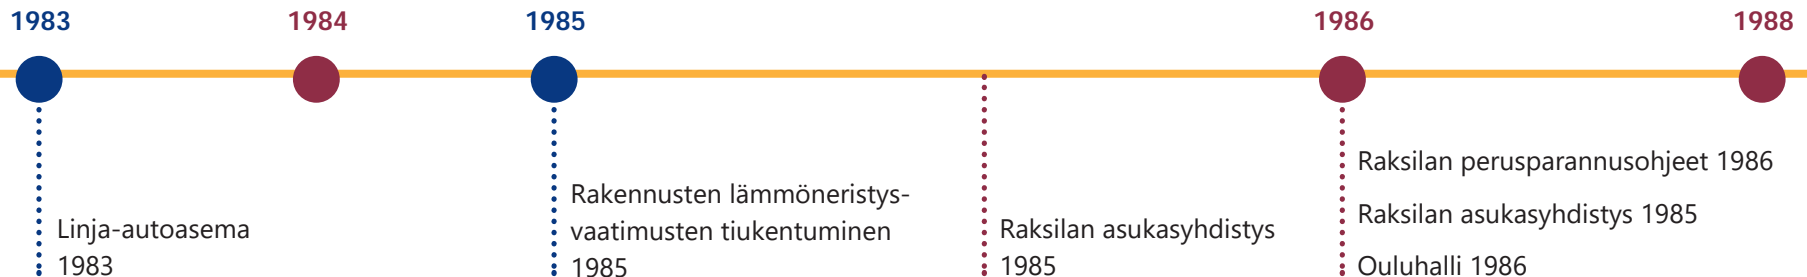 1983
1984
1985
1986
1988
Linja-autoasema
1983
Rakennusten lämmöneristys-
vaatimusten tiukentuminen
1985
Raksilan asukasyhdistys
1985
Raksilan perusparannusohjeet 1986
Raksilan asukasyhdistys 1985
Ouluhalli 1986